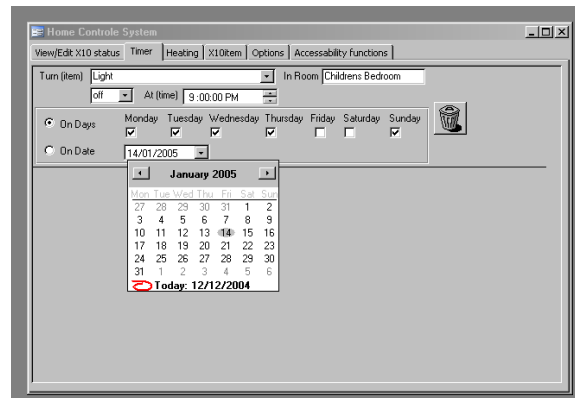 Home Controle System
View/Edit X10 status Timer Heating X10item Options Accessability functions
Turn (item) Light In Room Childrens Bedroom
off At (time) 9:00:00 PM
Monday Tuesday Wednesday Thursday Friday Saturday Sunday
On Days
On Date 14/01/2005
January 2005
Mon Tue Wed Thu Fri Sat Sun
27 28 29 30 31 1 2
3 4 5 6 7 8 9
10 11 12 13 14 15 16
17 18 19 20 21 22 23
24 25 26 27 28 29 30
31 1 2 3 4 5 6
Today: 12/12/2004